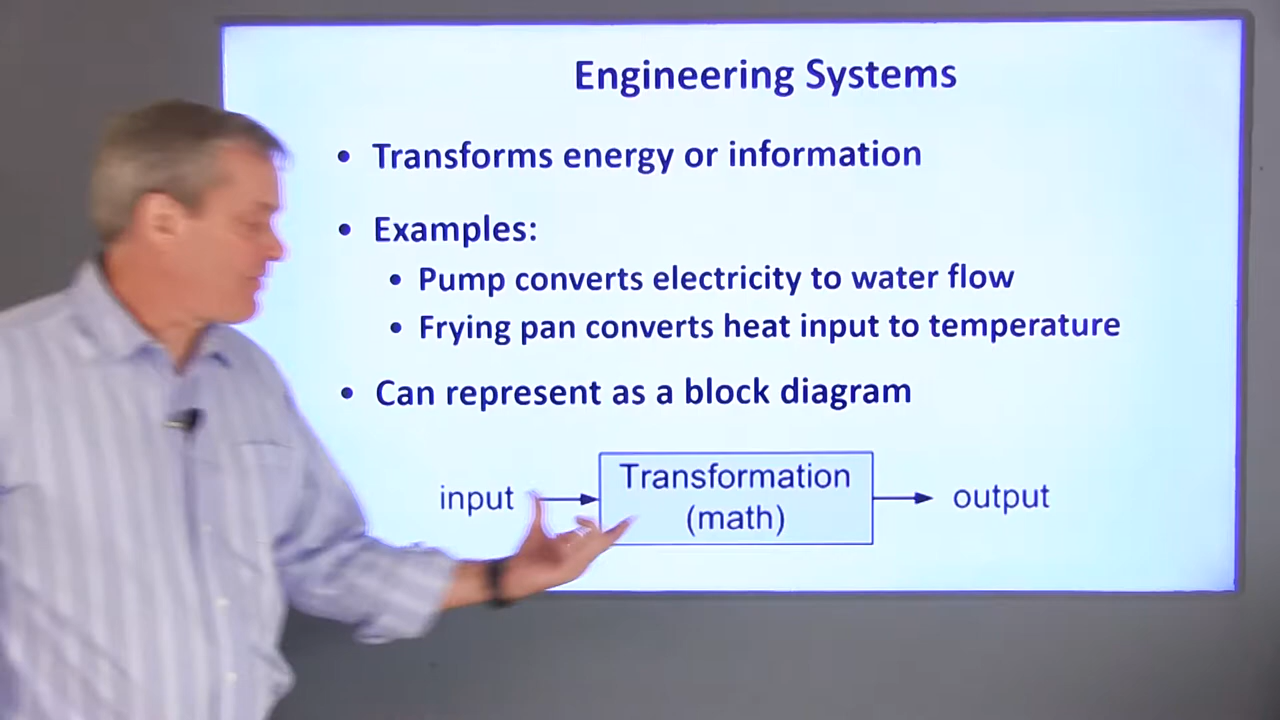 Engineering Systems
• Transforms energy or information
• Examples:
• Pump converts electricity to water flow
• Frying pan converts heat input to temperature
• Can represent as a block diagram
input
Transformation
(math)
output